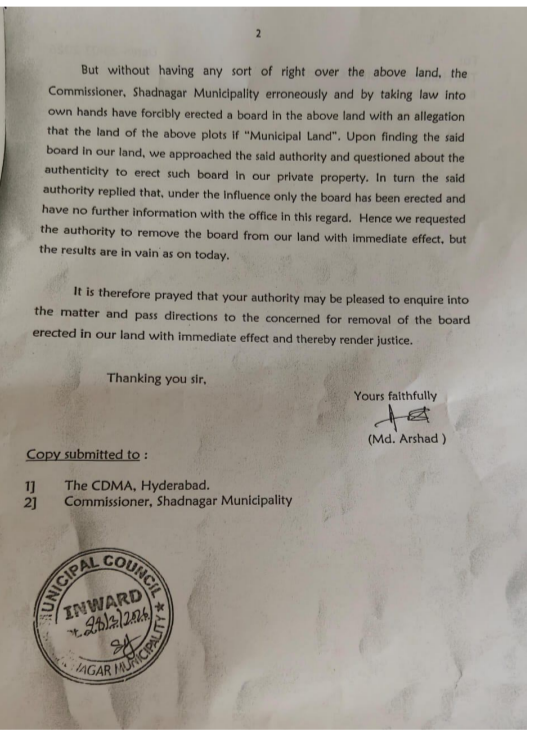 2
But without having any sort of right over the above land, the
Commissioner, Shadnagar Municipality erroneously and by taking law into
own hands have forcibly erected a board in the above land with an allegation
that the land of the above plots if "Municipal Land". Upon finding the said
board in our land, we approached the said authority and questioned about the
authenticity to erect such board in our private property. In turn the said
authority replied that, under the influence only the board has been erected and
have no further information with the office in this regard. Hence we requested
the authority to remove the board from our land with immediate effect, but
the results are in vain as on today.
It is therefore prayed that your authority may be pleased to enquire into
the matter and pass directions to the concerned for removal of the board
erected in our land with immediate effect and thereby render justice.
Thanking you sir,
Yours faithfully
(Md. Arshad )
Copy submitted to :
1] The CDMA, Hyderabad.
2] Commissioner, Shadnagar Municipality
MUNICIPAL COUNCIL
INWARD
NAGAR MUNICIPALITY ★